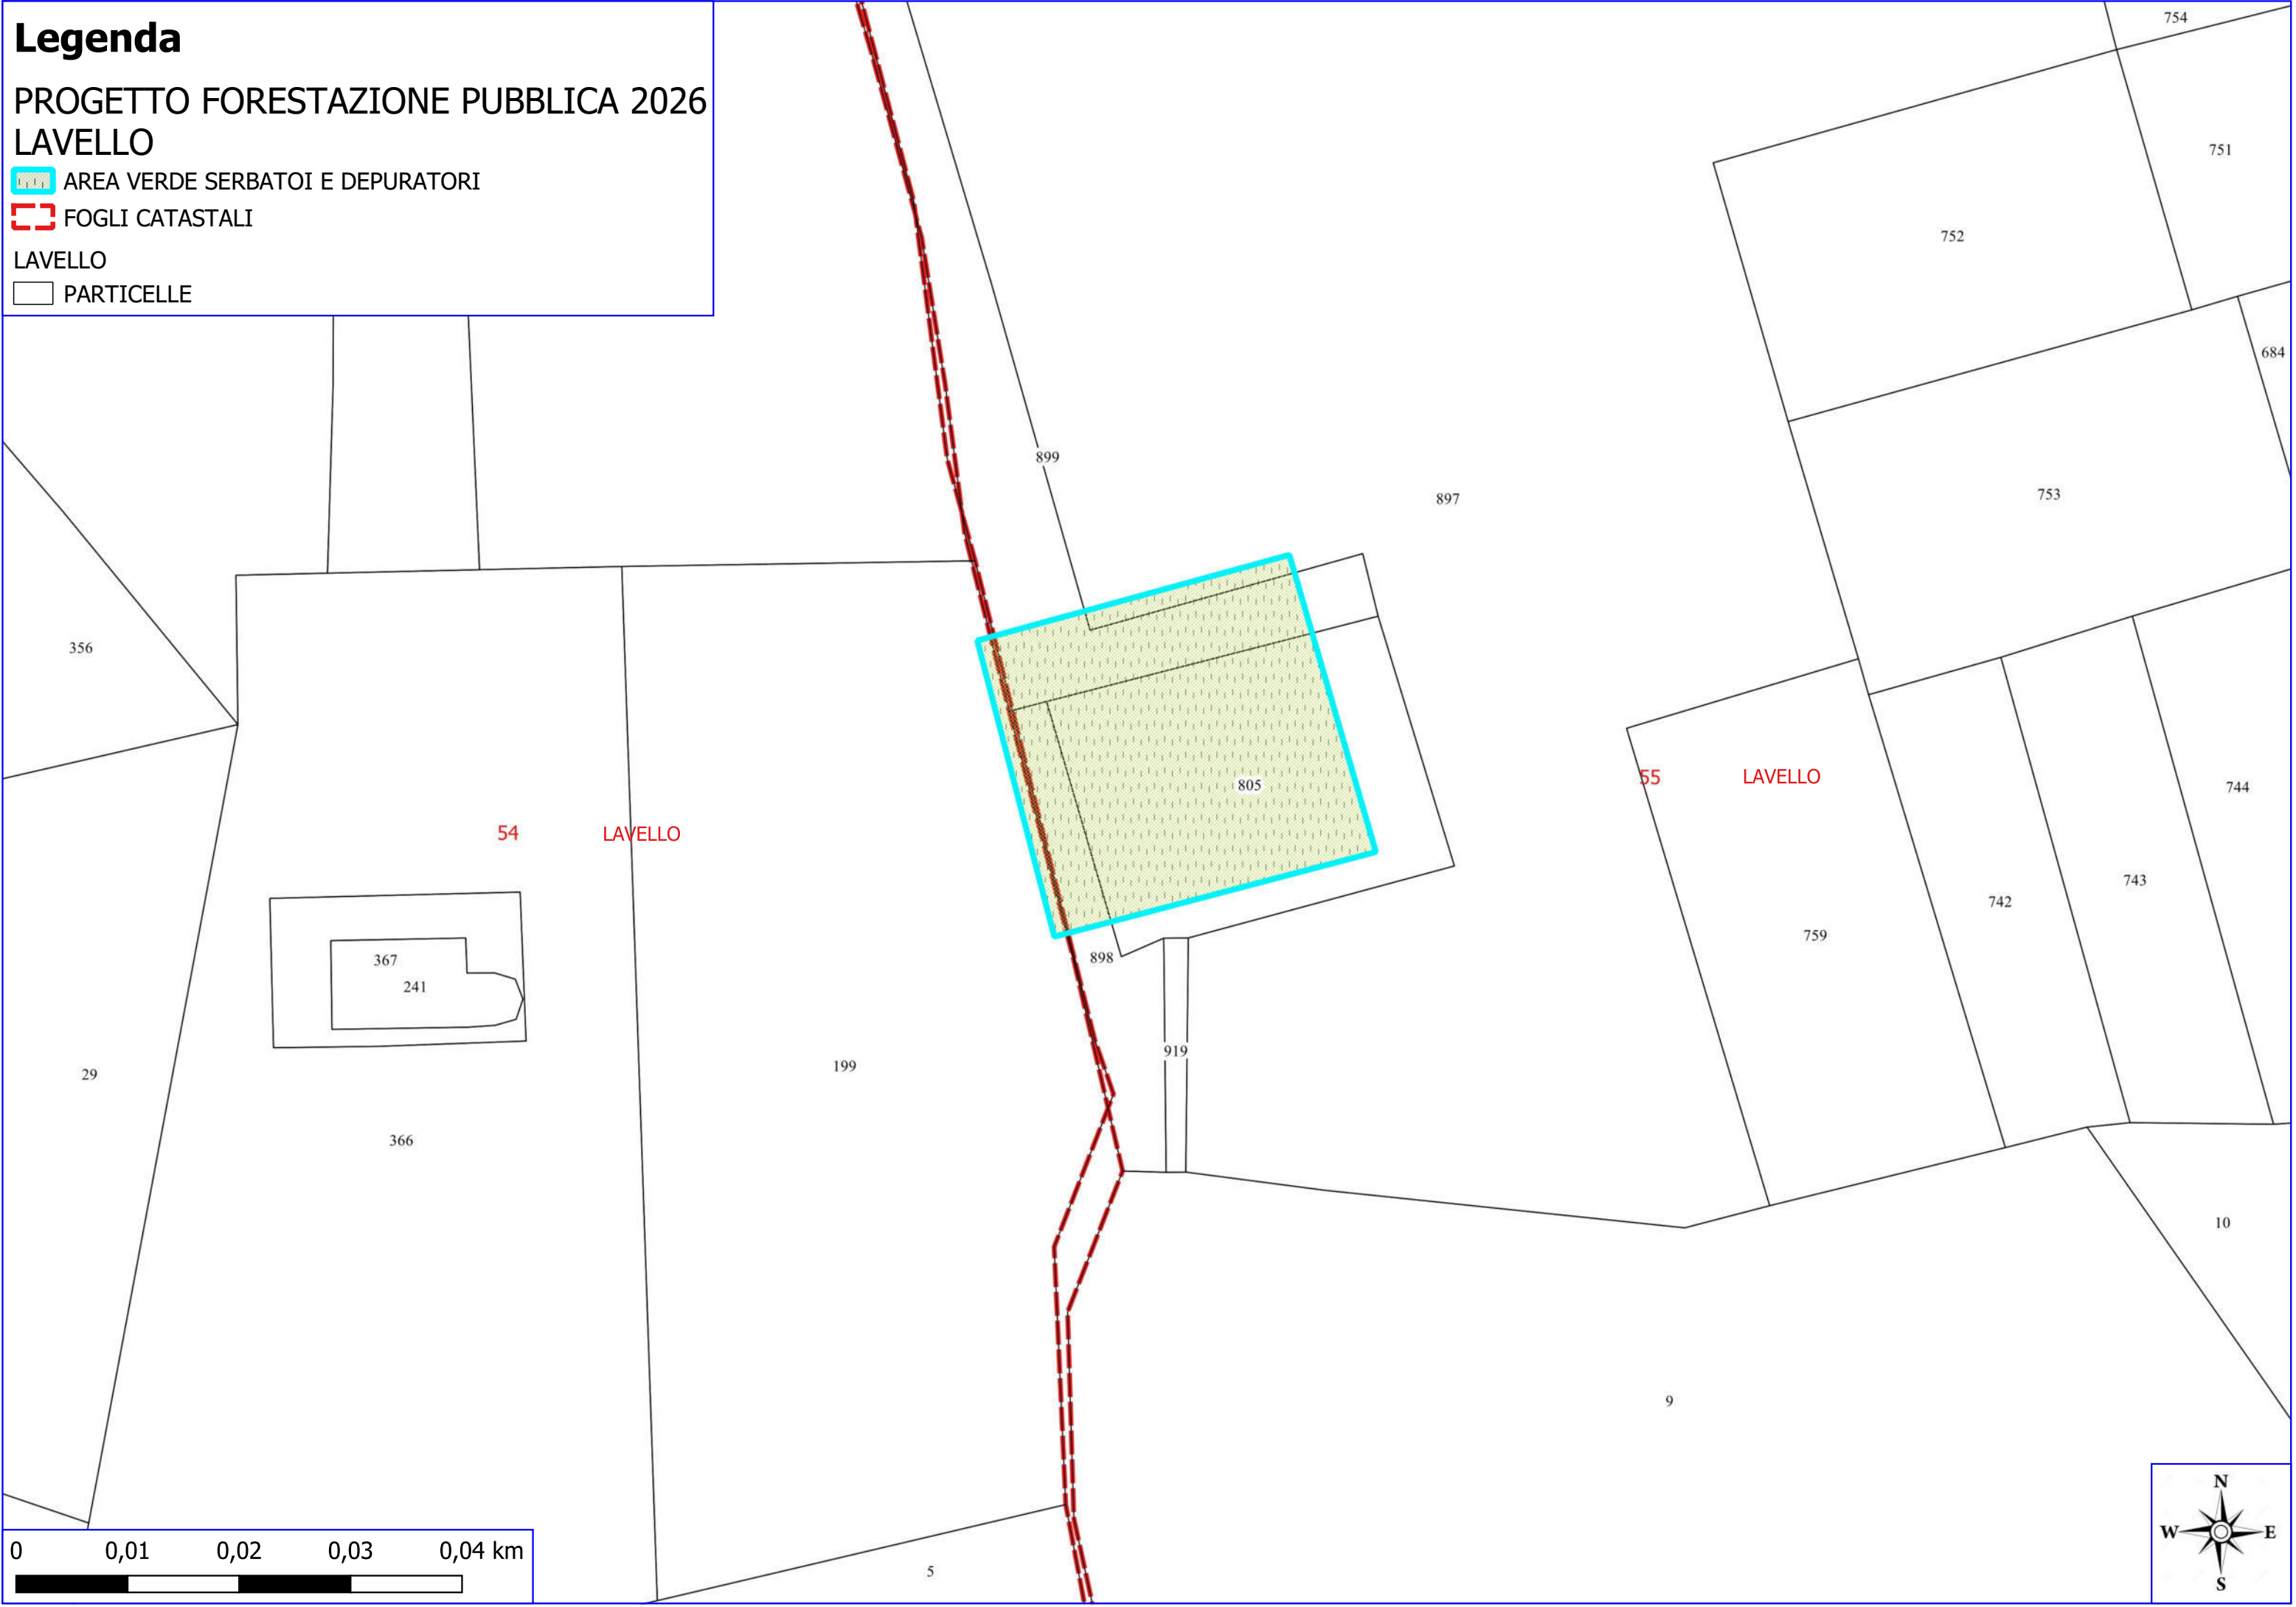 Legenda
PROGETTO FORESTAZIONE PUBBLICA 2026
LAVELLO
AREA VERDE SERBATOI E DEPURATORI
FOGLI CATASTALI
LAVELLO
PARTICELLE
754
751
752
684
899
897
753
356
805
55 LAVELLO
744
54 LAVELLO
743
742
759
367
898
241
919
199
29
366
10
9
5
0 0,01 0,02 0,03 0,04 km
N
W E
S